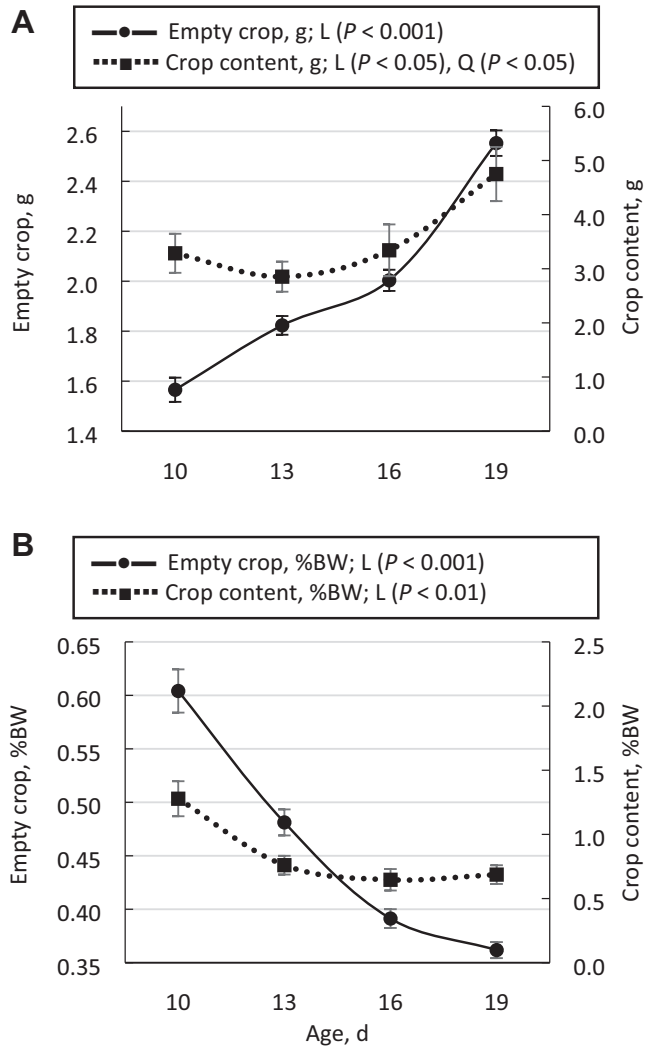 A
Empty crop, g; L (P < 0.001)
Crop content, g; L (P < 0.05), Q (P < 0.05)
Empty crop, g
2.6
2.4
2.2
2.0
1.8
1.6
1.4
6.0
5.0
4.0
3.0
2.0
1.0
0.0
Crop content, g
10 13 16 19
B
Empty crop, %BW; L (P < 0.001)
Crop content, %BW; L (P < 0.01)
Empty crop, %BW
0.65
0.60
0.55
0.50
0.45
0.40
0.35
2.5
2.0
1.5
1.0
0.5
0.0
Crop content, %BW
10 13 16 19
Age, d